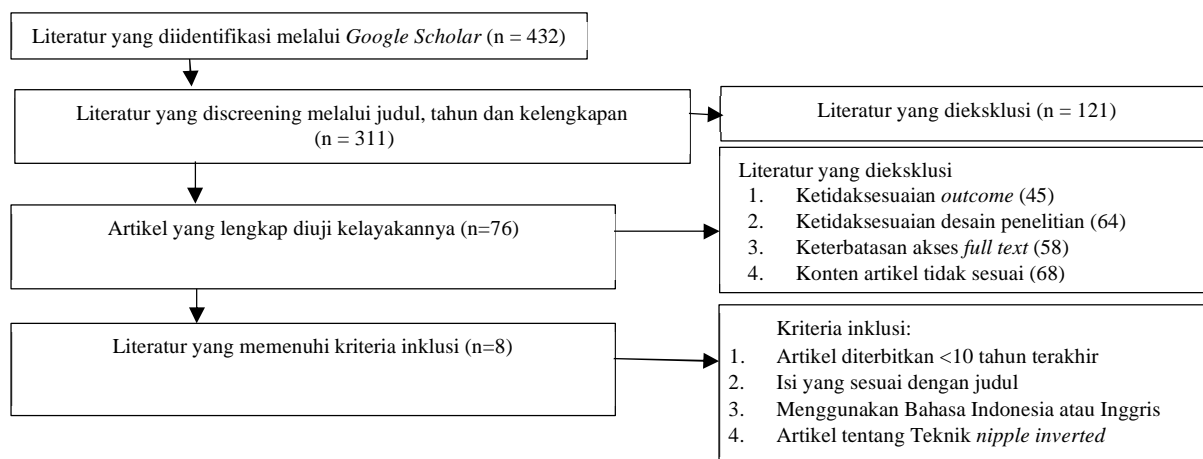 Literatur yang diidentifikasi melalui Google Scholar (n = 432)
Literatur yang discreening melalui judul, tahun dan kelengkapan
(n = 311)
Literatur yang dieksklusi (n = 121)
Artikel yang lengkap diuji kelayakannya (n=76)
Literatur yang dieksklusi
1. Ketidaksesuaian outcome (45)
2. Ketidaksesuaian desain penelitian (64)
3. Keterbatasan akses full text (58)
4. Konten artikel tidak sesuai (68)
Literatur yang memenuhi kriteria inklusi (n=8)
Kriteria inklusi:
1. Artikel diterbitkan <10 tahun terakhir
2. Isi yang sesuai dengan judul
3. Menggunakan Bahasa Indonesia atau Inggris
4. Artikel tentang Teknik nipple inverted